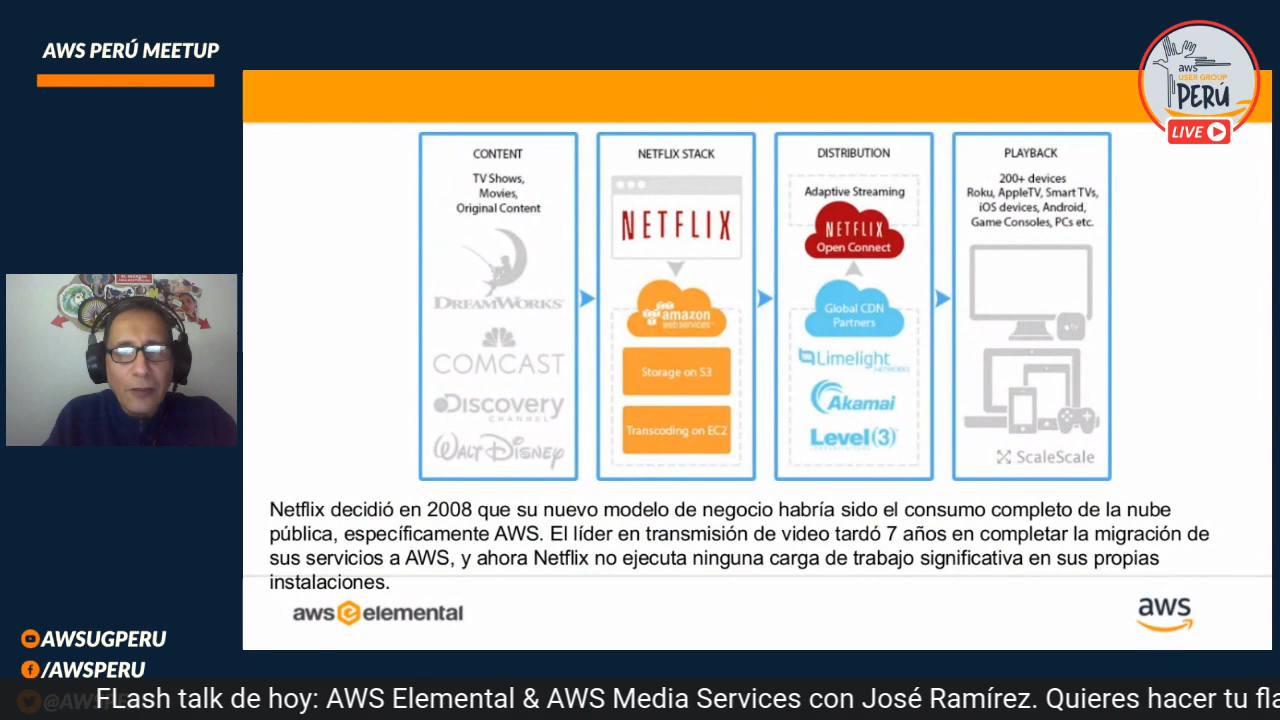 AWS PERÚ MEETUP
aws
USER GROUP
PERÚ
LIVE
CONTENT
TV Shows,
Movies,
Original Content
DREAMWORKS
COMCAST
Discovery
CHANNEL
WALT DISNEY
NETFLIX STACK
NETFLIX
amazon
web services
Storage on S3
Transcoding on EC2
DISTRIBUTION
Adaptive Streaming
NETFLIX
Open Connect
Global CDN
Partners
Limelight
NETWORKS
Akamai
Level(3)
PLAYBACK
200+ devices
Roku, AppleTV, Smart TVs,
iOS devices, Android,
Game Consoles, PCs etc.
tv
ScaleScale
Netflix decidió en 2008 que su nuevo modelo de negocio habría sido el consumo completo de la nube
pública, específicamente AWS. El líder en transmisión de video tardó 7 años en completar la migración de
sus servicios a AWS, y ahora Netflix no ejecuta ninguna carga de trabajo significativa en sus propias
instalaciones.
aws elemental
aws
AWSUGPERU
/AWSPERU
FLash talk de hoy: AWS Elemental & AWS Media Services con José Ramírez. Quieres hacer tu fla